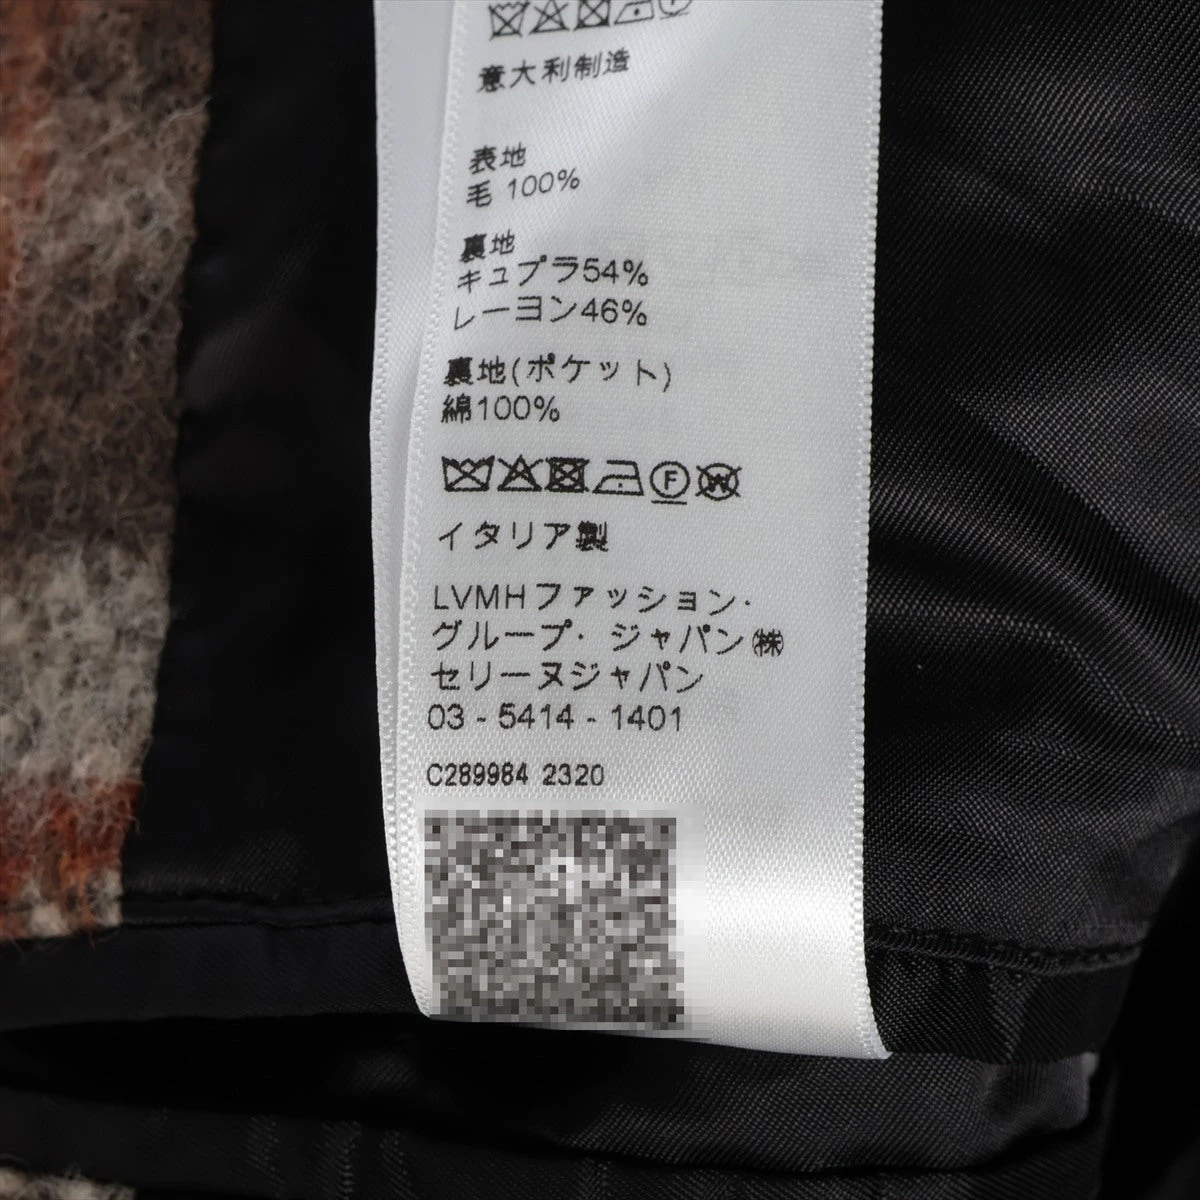 意大利制造
表地
毛 100%
裏地
キュプラ54%
レーヨン46%
裏地(ポケット)
綿100%
F W
イタリア製
LVMHファッション・
グループ・ジャパン㈱
セリーヌジャパン
03 - 5414 - 1401
C289984 2320